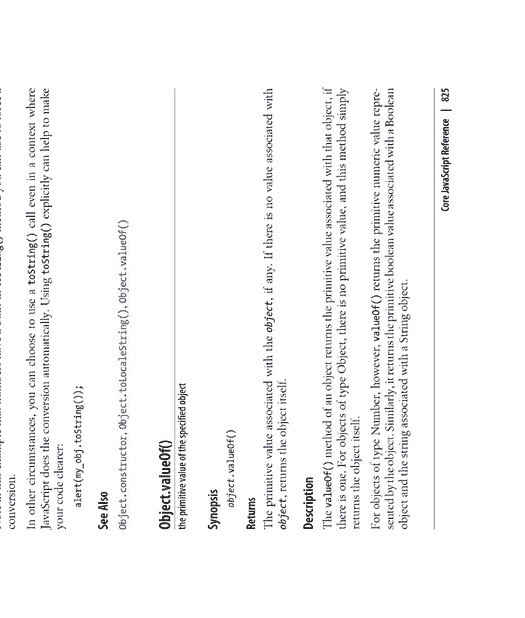 conversion.
In other circumstances, you can choose to use a toString() call even in a context where
JavaScript does the conversion automatically. Using toString() explicitly can help to make
your code clearer:
alert(my_obj.toString());
See Also
Object.constructor, Object.toLocaleString(), Object.valueOf()
Object.valueOf()
the primitive value of the specified object
Synopsis
object.valueOf()
Returns
The primitive value associated with the object, if any. If there is no value associated with
object, returns the object itself.
Description
The valueOf() method of an object returns the primitive value associated with that object, if
there is one. For objects of type Object, there is no primitive value, and this method simply
returns the object itself.
For objects of type Number, however, valueOf() returns the primitive numeric value repre-
sented by the object. Similarly, it returns the primitive boolean value associated with a Boolean
object and the string associated with a String object.
Core JavaScript Reference | 825